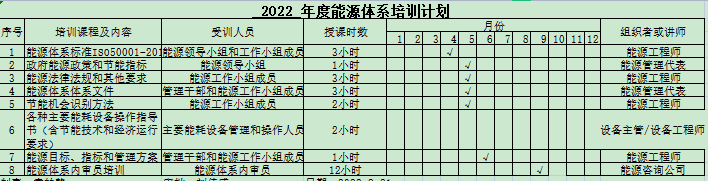 2022 年度能源体系培训计划
序号 培训课程及内容 受训人员 授课时数 月份 组织者或讲师
1 2 3 4 5 6 7 8 9 10 11 12
1 能源体系标准ISO50001-201 能源领导小组和工作小组成员 3小时 √ 能源工程师
2 政府能源政策和节能指标 能源领导小组 1小时 √ 能源管理代表
3 能源法律法规和其他要求 能源工作小组成员 3小时 √ 能源工程师
4 能源体系体系文件 管理干部和能源工作小组成员 3小时 √ 能源管理代表
5 节能机会识别方法 能源工作小组成员 2小时 √ 能源工程师
6 各种主要能耗设备操作指导
书（含节能技术和经济运行 主要能耗设备管理和操作人员 2小时 设备主管/设备工程师
要求）
7 能源目标、指标和管理方案 管理干部和能源工作小组成员 1小时 √ 能源工程师
8 能源体系内审员培训 能源体系内审员 12小时 √ 能源咨询公司